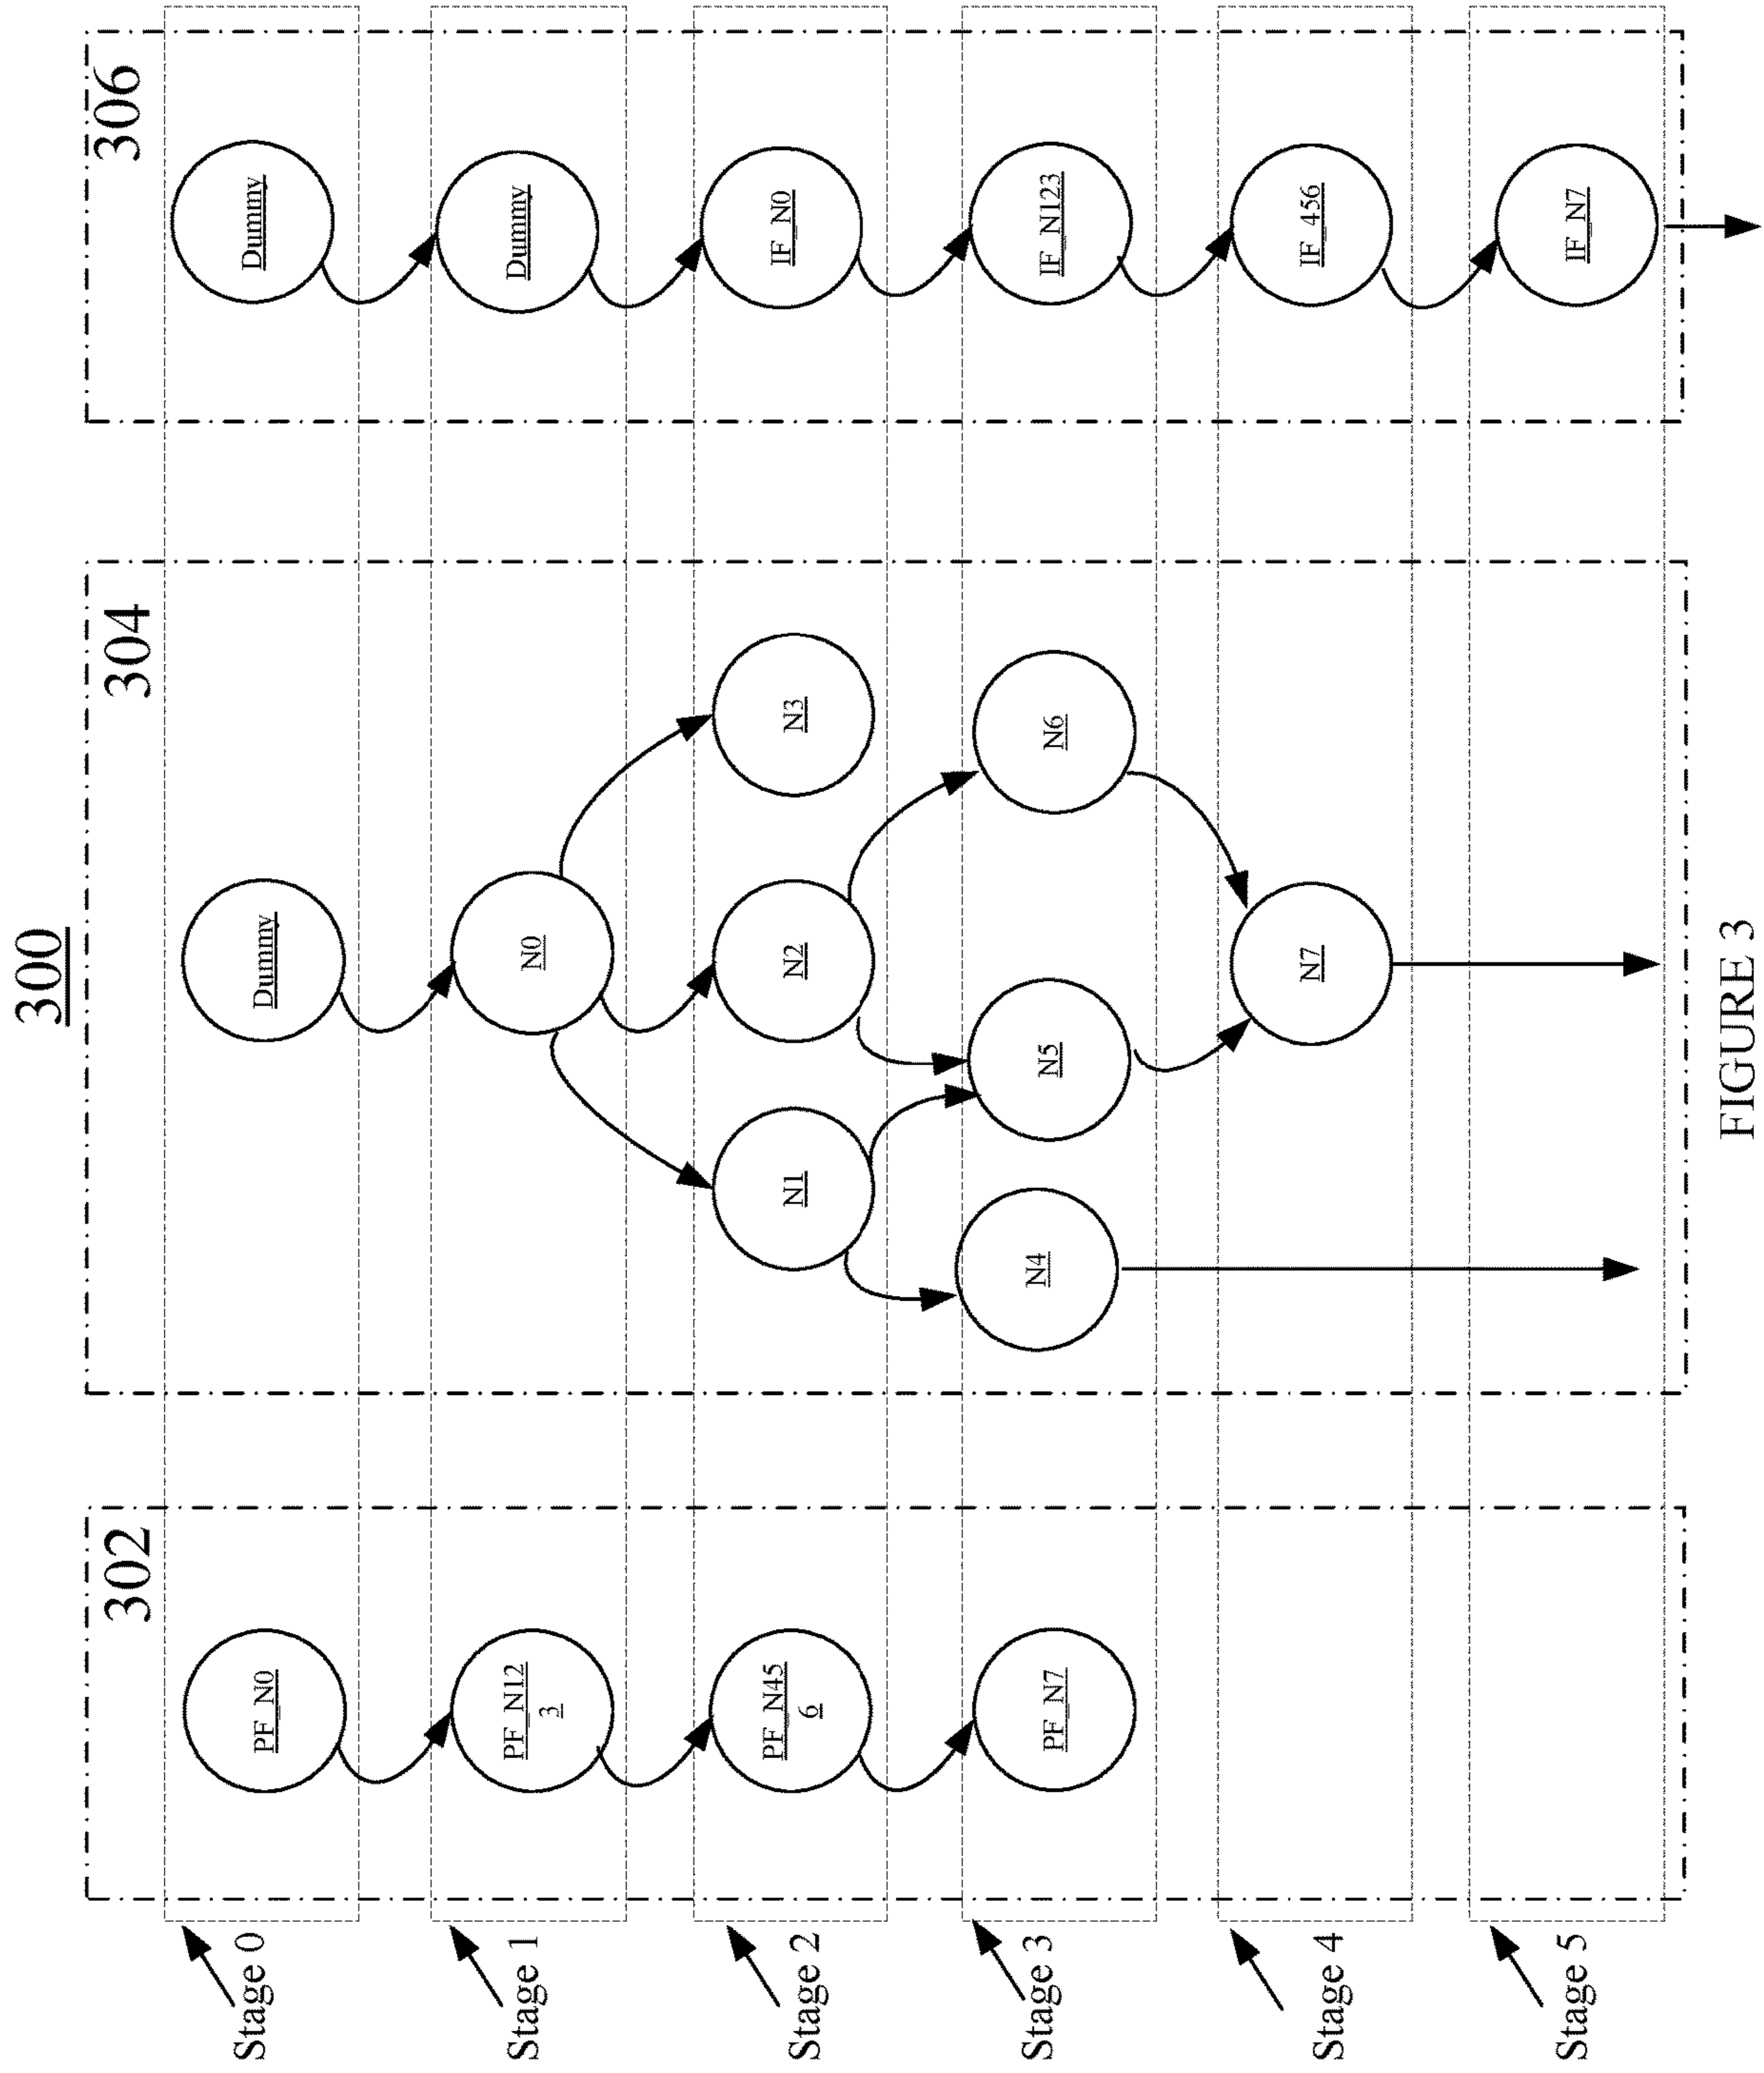 300
302
304
306
Stage 0
PF_N0
Dummy
Dummy
Stage 1
PF_N12
3
N0
Dummy
Stage 2
PF_N45
6
N1
N2
N3
IF_N0
Stage 3
PF_N7
N4
N5
N6
IF_N123
Stage 4
N7
IF_456
Stage 5
IF_N7
FIGURE 3